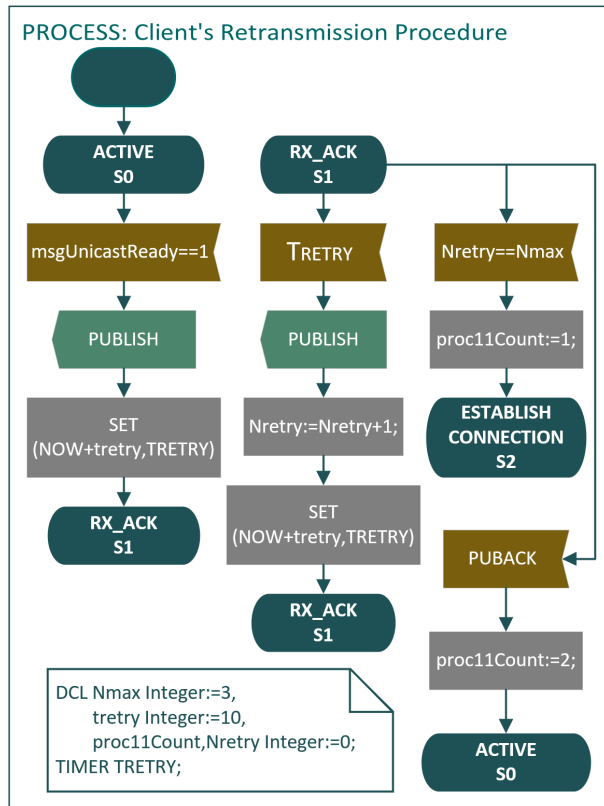 PROCESS: Client's Retransmission Procedure
ACTIVE
S0
msgUnicastReady==1
PUBLISH
SET
(NOW+tretry,TRETRY)
RX_ACK
S1
RX_ACK
S1
TRETRY
PUBLISH
Nretry:=Nretry+1;
SET
(NOW+tretry,TRETRY)
RX_ACK
S1
Nretry==Nmax
proc11Count:=1;
ESTABLISH
CONNECTION
S2
PUBACK
proc11Count:=2;
ACTIVE
S0
DCL Nmax Integer:=3,
tretry Integer:=10,
proc11Count,Nretry Integer:=0;
TIMER TRETRY;